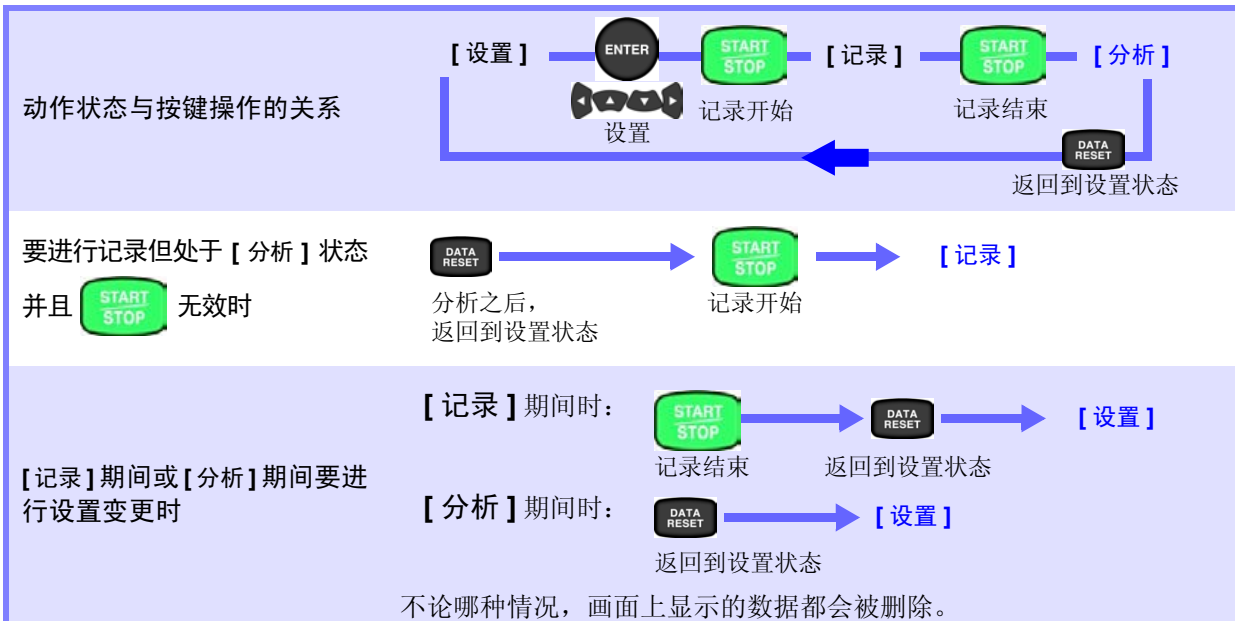 [ 设置 ] ENTER START STOP [ 记录 ] START STOP [ 分析 ]
动作状态与按键操作的关系
设置 记录开始 记录结束
DATA RESET
返回到设置状态
要进行记录但处于 [ 分析 ] 状态
并且 START STOP 无效时
DATA RESET START STOP [ 记录 ]
分析之后，
返回到设置状态
记录开始
[ 记录 ] 期间时：
START STOP DATA RESET [ 设置 ]
记录结束 返回到设置状态
[ 记录 ] 期间或 [ 分析 ] 期间要进
行设置变更时
[ 分析 ] 期间时：
DATA RESET [ 设置 ]
返回到设置状态
不论哪种情况，画面上显示的数据都会被删除。